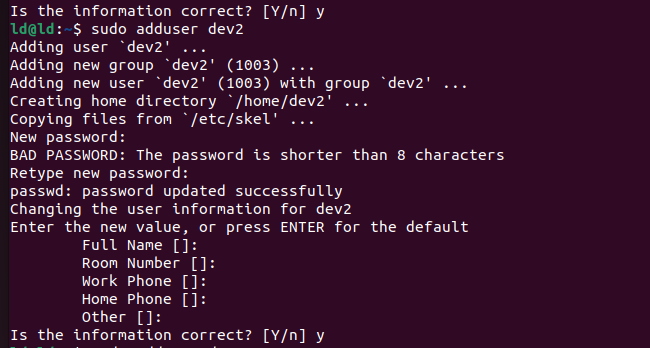 Is the information correct? [Y/n] y
ld@ld:~$ sudo adduser dev2
Adding user `dev2' ...
Adding new group `dev2' (1003) ...
Adding new user `dev2' (1003) with group `dev2' ...
Creating home directory `/home/dev2' ...
Copying files from `/etc/skel' ...
New password:
BAD PASSWORD: The password is shorter than 8 characters
Retype new password:
passwd: password updated successfully
Changing the user information for dev2
Enter the new value, or press ENTER for the default
Full Name []:
Room Number []:
Work Phone []:
Home Phone []:
Other []:
Is the information correct? [Y/n] y